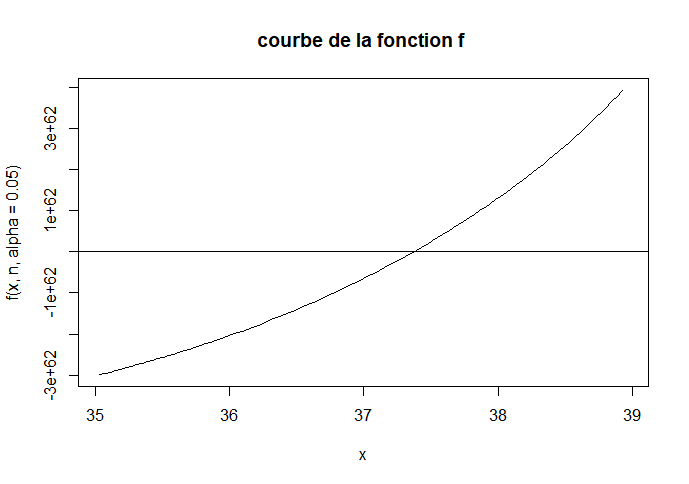 courbe de la fonction f
f(x, n, alpha = 0.05)
3e+62
1e+62
-1e+62
-3e+62
35 36 37 38 39
x